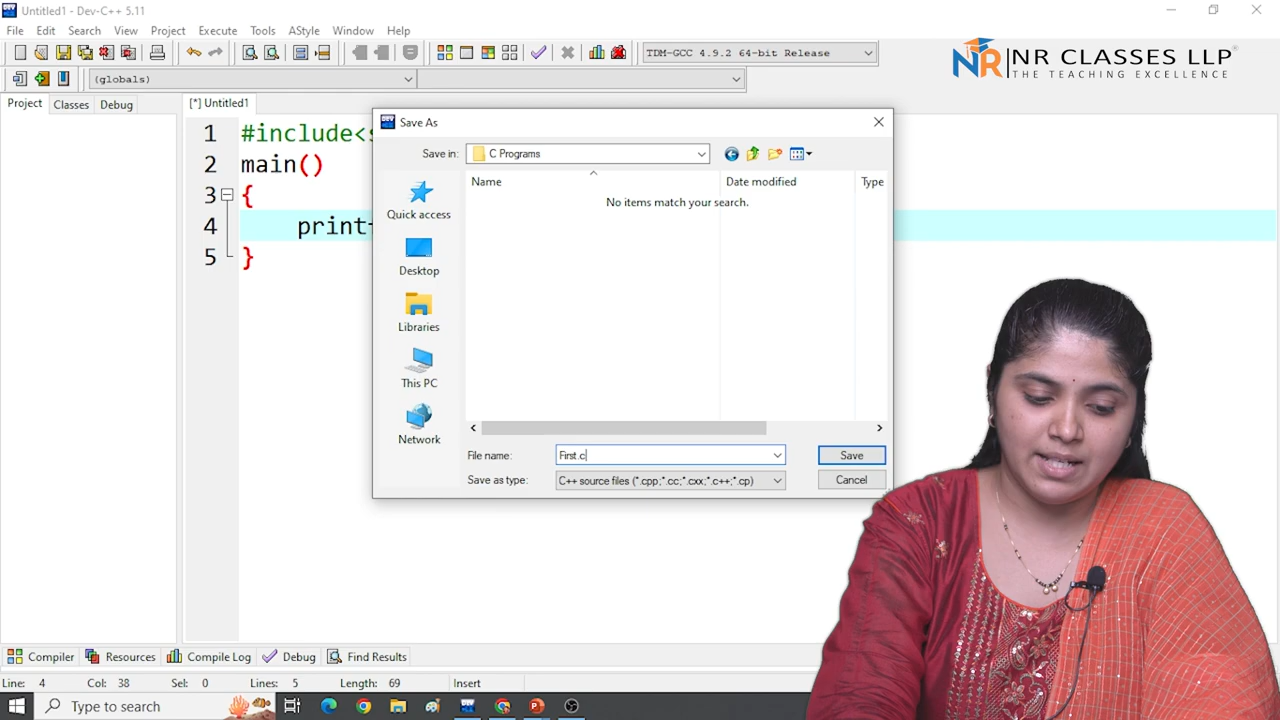 Untitled1 - Dev-C++ 5.11
File Edit Search View Project Execute Tools AStyle Window Help
TDM-GCC 4.9.2 64-bit Release
NR NR CLASSES LLP
THE TEACHING EXCELLENCE
(globals)
Project Classes Debug
[*] Untitled1
1 #include<
2 main()
3 {
4 print
5 }
DEV Save As
Save in: C Programs
Name Date modified Type
No items match your search.
Quick access
Desktop
Libraries
This PC
Network
File name: First.c Save
Save as type: C++ source files (*.cpp;*.cc;*.cxx;*.c++;*.cp) Cancel
Compiler Resources Compile Log Debug Find Results
Line: 4 Col: 38 Sel: 0 Lines: 5 Length: 69 Insert
Type to search